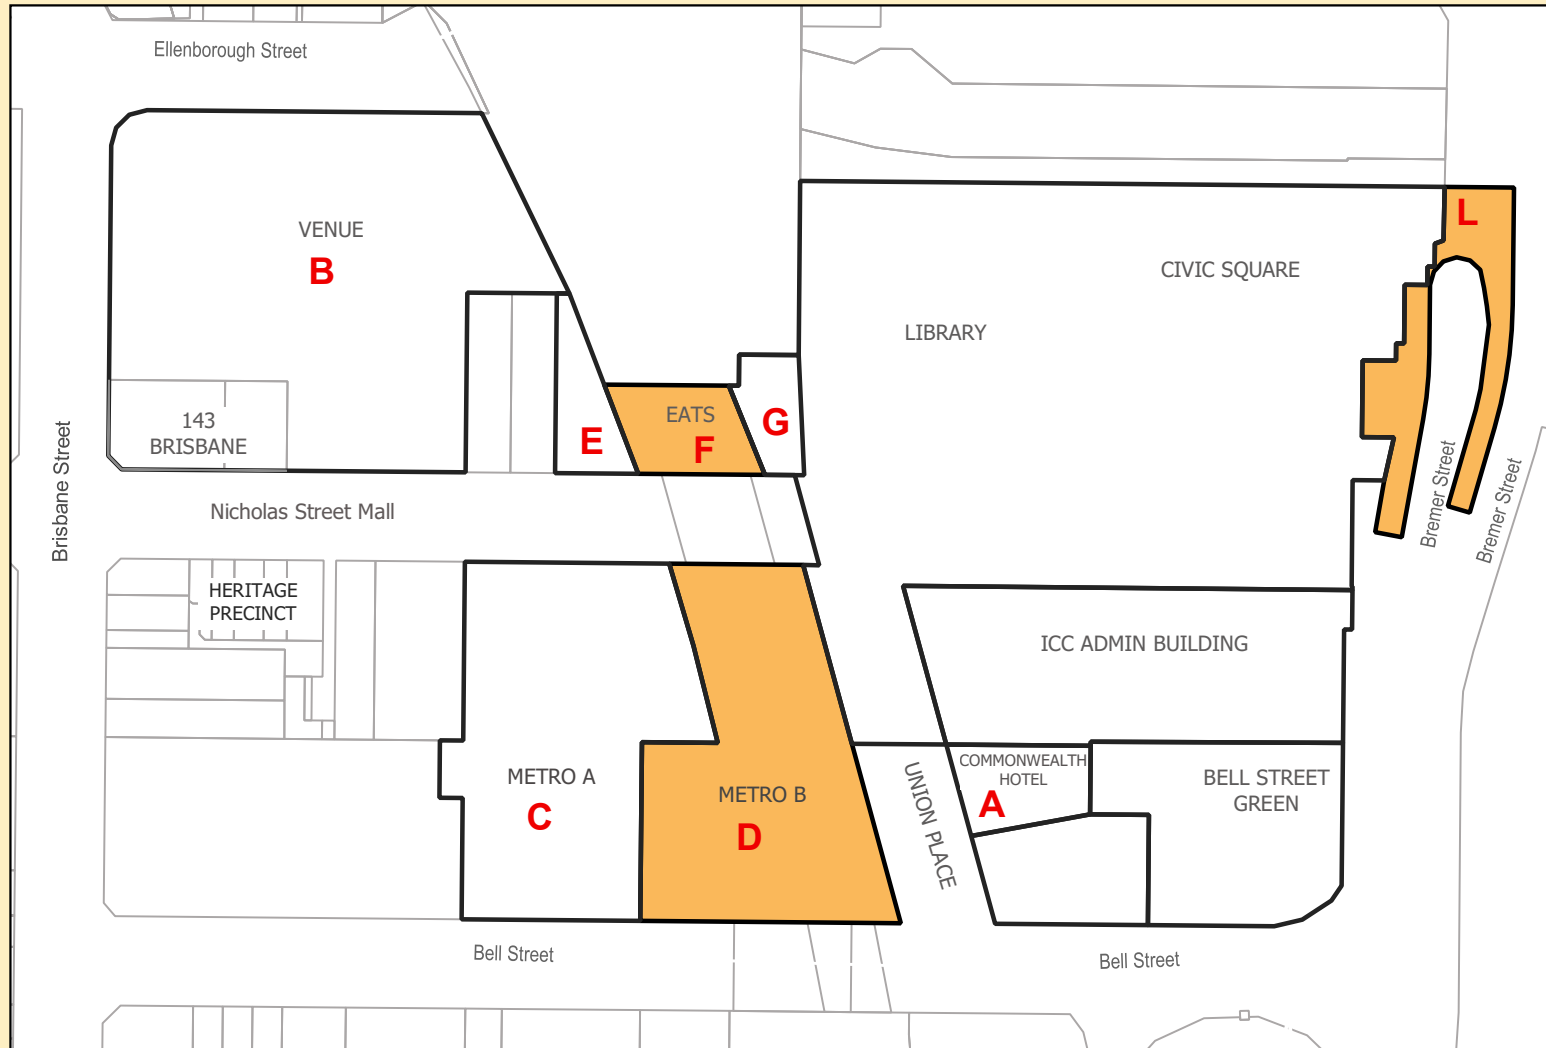 Ellenborough Street
VENUE
B
L
CIVIC SQUARE
LIBRARY
143
BRISBANE
EATS
E
F
G
Brisbane Street
Nicholas Street Mall
Bremer Street
Bremer Street
HERITAGE
PRECINCT
ICC ADMIN BUILDING
METRO A
C
METRO B
D
UNION PLACE
COMMONWEALTH
HOTEL
A
BELL STREET
GREEN
Bell Street
Bell Street